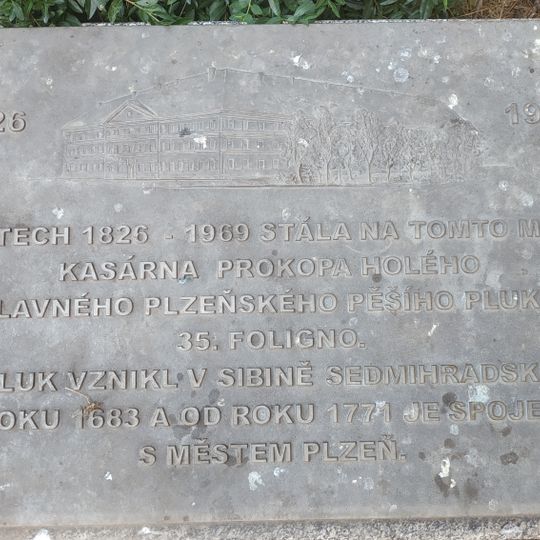 26 19
TECH 1826 - 1969 STÁLA NA TOMTO M
KASÁRNA PROKOPA HOLÉHO
LAVNÉHO PLZEŇSKÉHO PĚŠÍHO PLUK
35. FOLIGNO.
LUK VZNIKL V SIBINĚ SEDMIHRADSK
OKU 1683 A OD ROKU 1771 JE SPOJE
S MĚSTEM PLZEŇ.